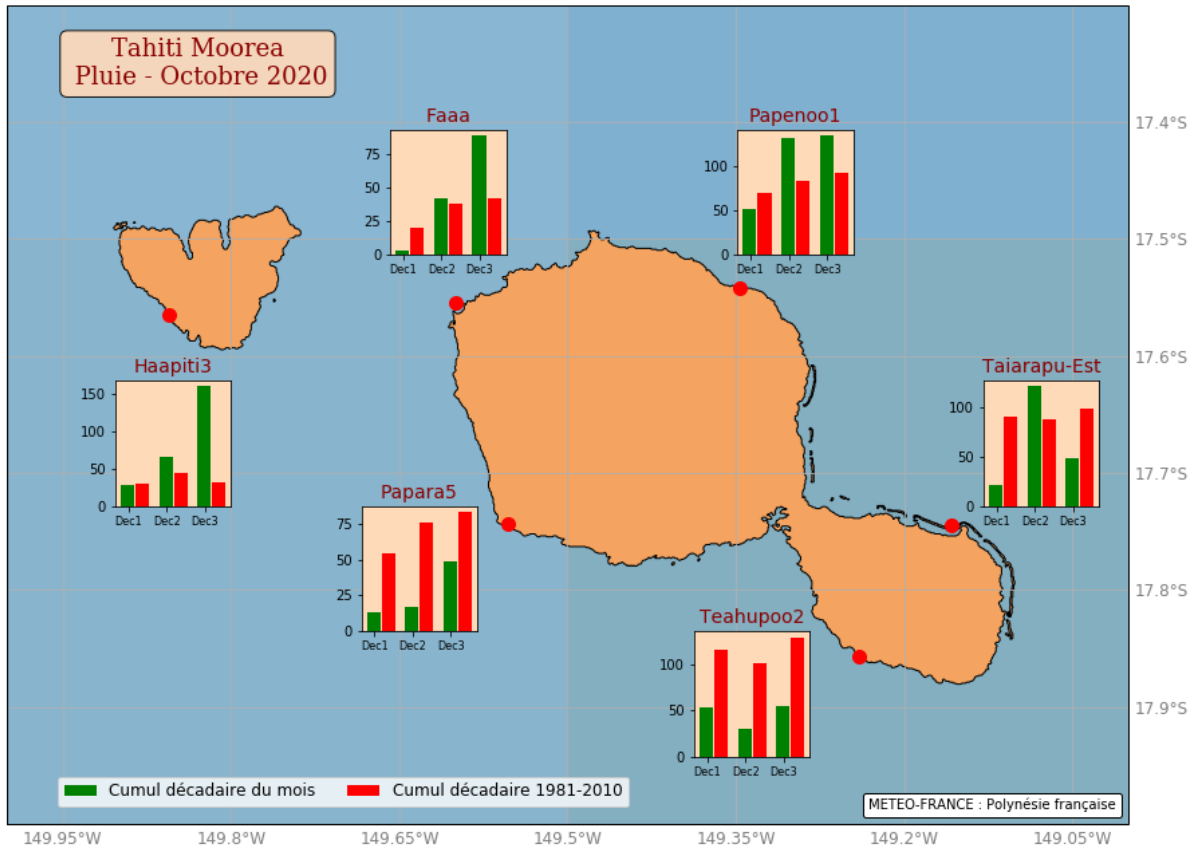 Tahiti Moorea
Pluie - Octobre 2020
Faaa
75
50
25
0
Dec1 Dec2 Dec3
Papenoo1
100
50
0
Dec1 Dec2 Dec3
17.4°S
17.5°S
17.6°S
17.7°S
17.8°S
17.9°S
Haapiti3
150
100
50
0
Dec1 Dec2 Dec3
Taiarapu-Est
100
50
0
Dec1 Dec2 Dec3
Papara5
75
50
25
0
Dec1 Dec2 Dec3
Teahupoo2
100
50
0
Dec1 Dec2 Dec3
Cumul décadaire du mois Cumul décadaire 1981-2010
METEO-FRANCE : Polynésie française
149.95°W 149.8°W 149.65°W 149.5°W 149.35°W 149.2°W 149.05°W